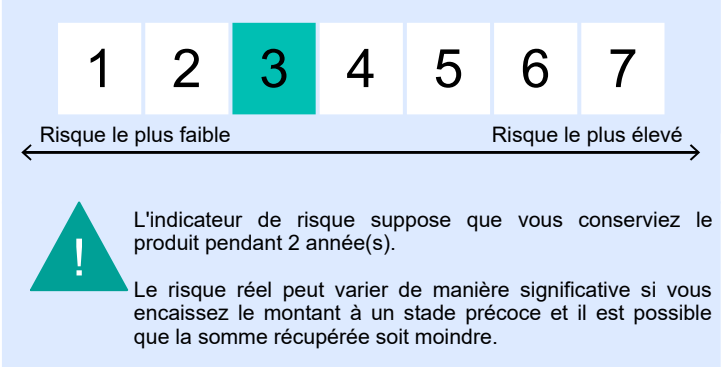 1 2 3 4 5 6 7
Risque le plus faible Risque le plus élevé
!
L'indicateur de risque suppose que vous conserviez le
produit pendant 2 année(s).
Le risque réel peut varier de manière significative si vous
encaissez le montant à un stade précoce et il est possible
que la somme récupérée soit moindre.